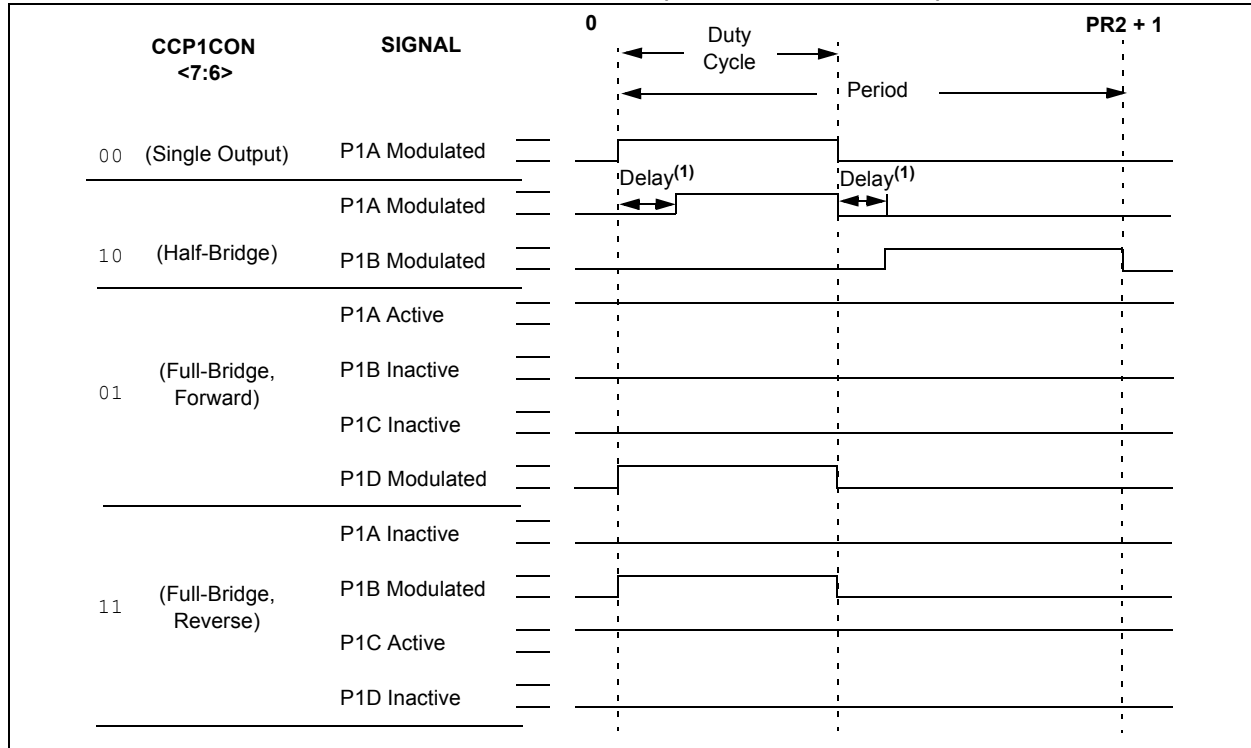 0
PR2 + 1
CCP1CON
<7:6>
SIGNAL
Duty
Cycle
Period
00 (Single Output) P1A Modulated
Delay(1) Delay(1)
P1A Modulated
10 (Half-Bridge) P1B Modulated
P1A Active
01 (Full-Bridge,
Forward)
P1B Inactive
P1C Inactive
P1D Modulated
P1A Inactive
11 (Full-Bridge,
Reverse)
P1B Modulated
P1C Active
P1D Inactive